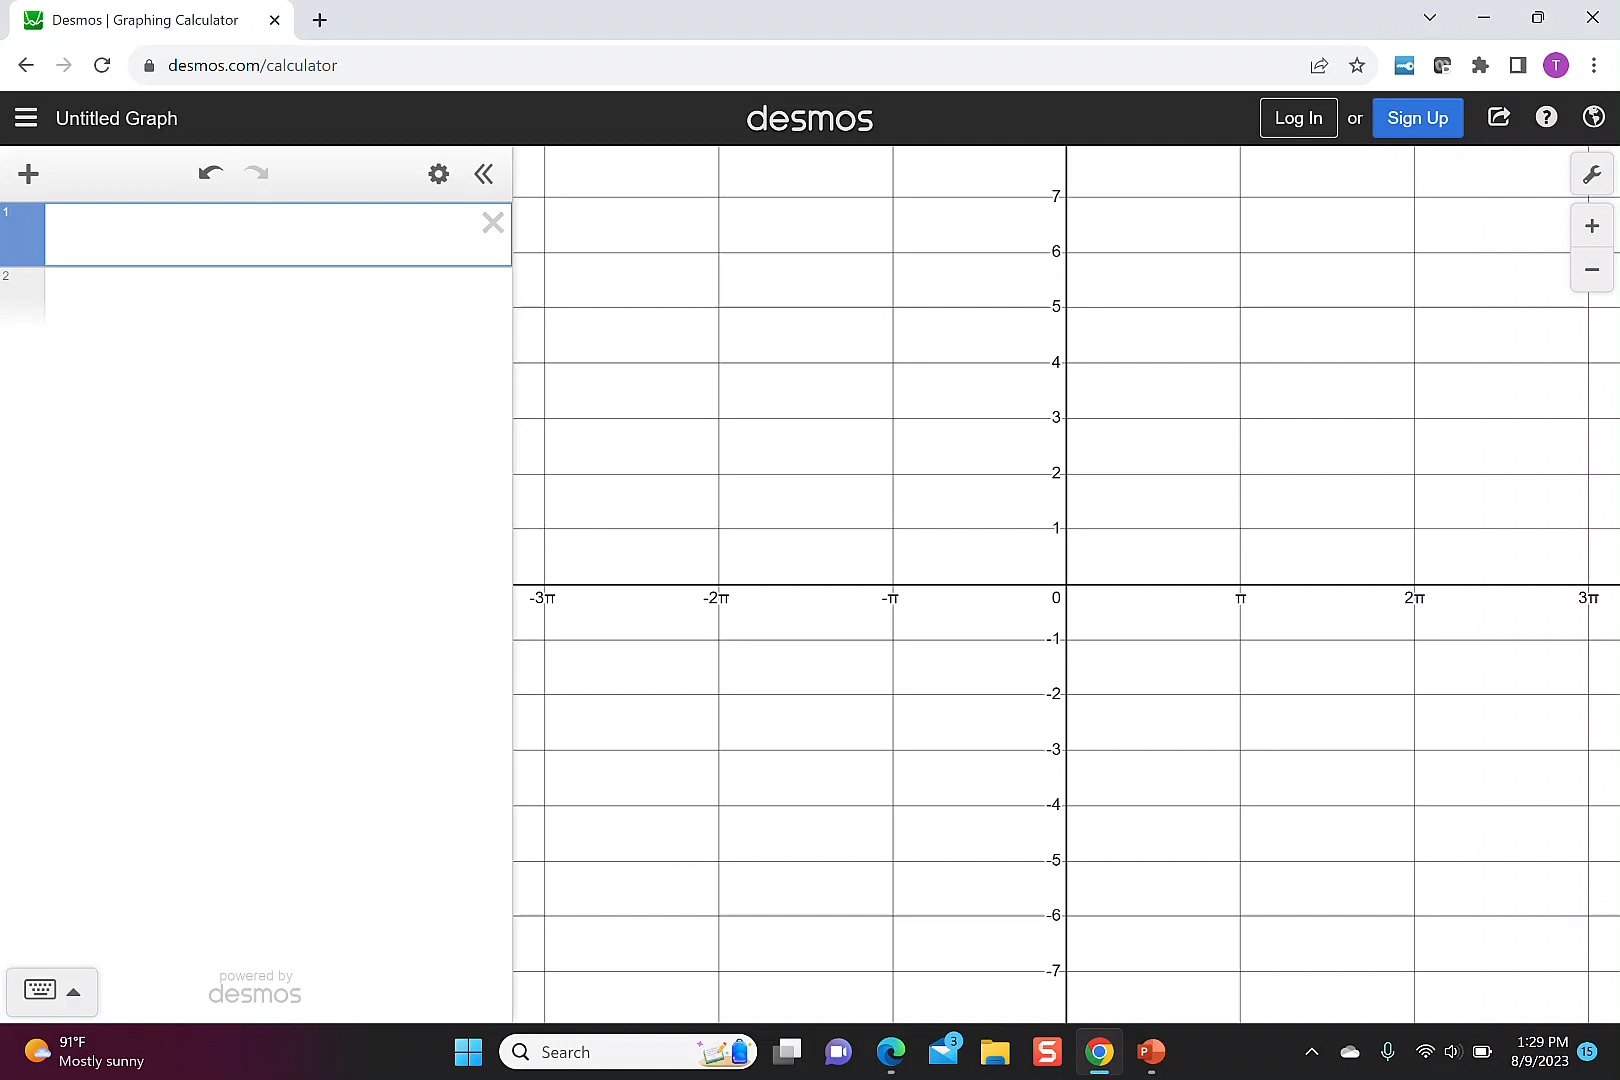 Desmos | Graphing Calculator
desmos.com/calculator
T
Untitled Graph
desmos
Log In or Sign Up
1
2
7
6
5
4
3
2
1
-3π -2π -π 0 π 2π 3π
-1
-2
-3
-4
-5
-6
-7
powered by
desmos
91°F
Mostly sunny
Search
3
S
P
1:29 PM
8/9/2023
15